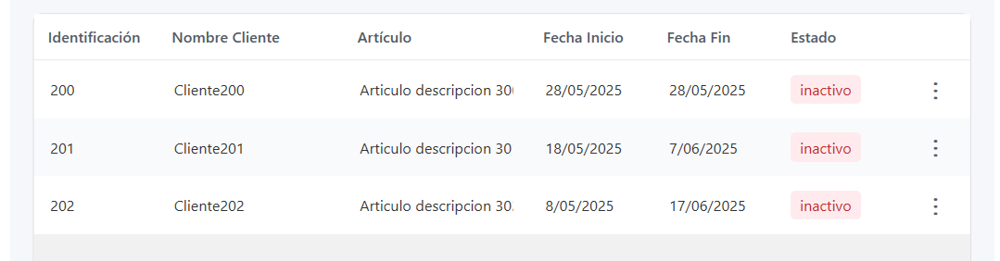 Identificación Nombre Cliente Artículo Fecha Inicio Fecha Fin Estado
200 Cliente200 Articulo descripcion 30 28/05/2025 28/05/2025 inactivo
201 Cliente201 Articulo descripcion 30 18/05/2025 7/06/2025 inactivo
202 Cliente202 Articulo descripcion 30 8/05/2025 17/06/2025 inactivo